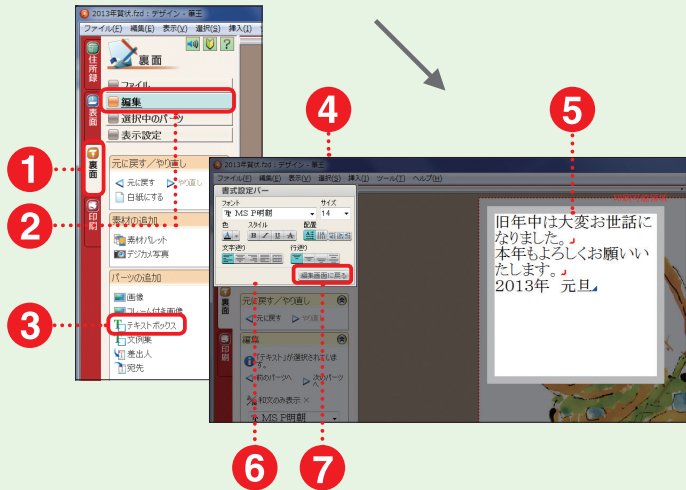 2013年賀状.fzd：デザイン - 筆王
ファイル(F) 編集(E) 表示(V) 選択(S) 挿入(I)
住所録
表面
裏面
印刷
裏面
ファイル
編集
選択中のパーツ
表示設定
元に戻す／やり直し
元に戻す やり直し
白紙にする
素材の追加
素材パレット
デジカメ写真
パーツの追加
画像
フレーム付き画像
テキストボックス
文例集
差出人
宛先
1
2
3
4
5
6
7
2013年賀状.fzd：デザイン - 筆王
ファイル(F) 編集(E) 表示(V) 選択(S) 挿入(I) ツール(T) ヘルプ(H)
書式設定バー
フォント サイズ
MS P明朝 14
色 スタイル 配置
A B I U A
文字送り 行送り
編集画面に戻る
裏面
印刷
元に戻す／やり直し
元に戻す やり直し
編集
「テキスト」が選択されています。
前のパーツへ 次のパーツへ
和文のみ表示 ×
MS P明朝
旧年中は大変お世話に
なりました。
本年もよろしくお願いい
たします。
2013年 元旦